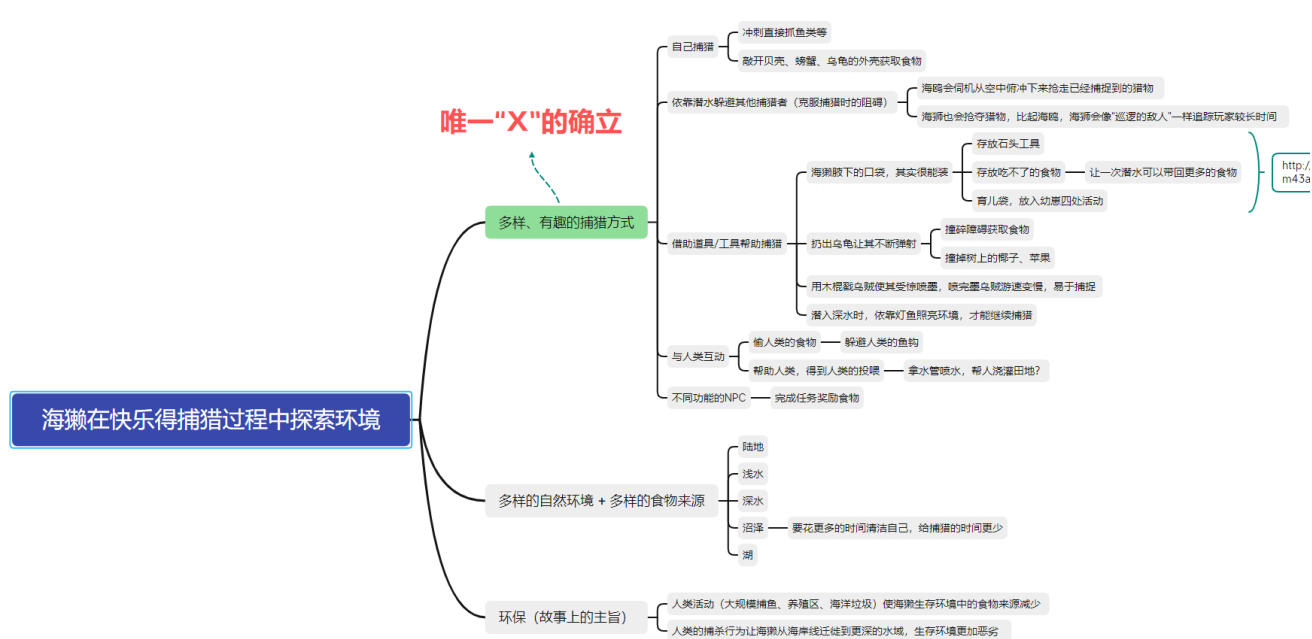 冲刺直接抓鱼类等
自己捕猎
敲开贝壳、螃蟹、乌龟的外壳获取食物
海鸥会伺机从空中俯冲下来抢走已经捕捉到的猎物
依靠潜水躲避其他捕猎者（克服捕猎时的阻碍）
海狮也会抢夺猎物，比起海鸥，海狮会像"巡逻的敌人"一样追踪玩家较长时间
唯一“X"的确立
存放石头工具
海獭腋下的口袋，其实很能装
存放吃不了的食物
让一次潜水可以带回更多的食物
http:/
m43a
育儿袋，放入幼崽四处活动
多样、有趣的捕猎方式
撞碎障碍获取食物
借助道具/工具帮助捕猎
扔出乌龟让其不断弹射
撞掉树上的椰子、苹果
用木棍戳乌贼使其受惊喷墨，喷完墨乌贼游速变慢，易于捕捉
潜入深水时，依靠灯鱼照亮环境，才能继续捕猎
偷人类的食物
躲避人类的鱼钩
与人类互动
帮助人类，得到人类的投喂
拿水管喷水，帮人浇灌田地?
不同功能的NPC
完成任务奖励食物
海獭在快乐得捕猎过程中探索环境
陆地
浅水
多样的自然环境 + 多样的食物来源
深水
沼泽
要花更多的时间清洁自己，给捕猎的时间更少
湖
人类活动（大规模捕鱼、养殖区、海洋垃圾）使海獭生存环境中的食物来源减少
环保（故事上的主旨）
人类的捕杀行为让海獭从海岸线迁徙到更深的水域，生存环境更加恶劣